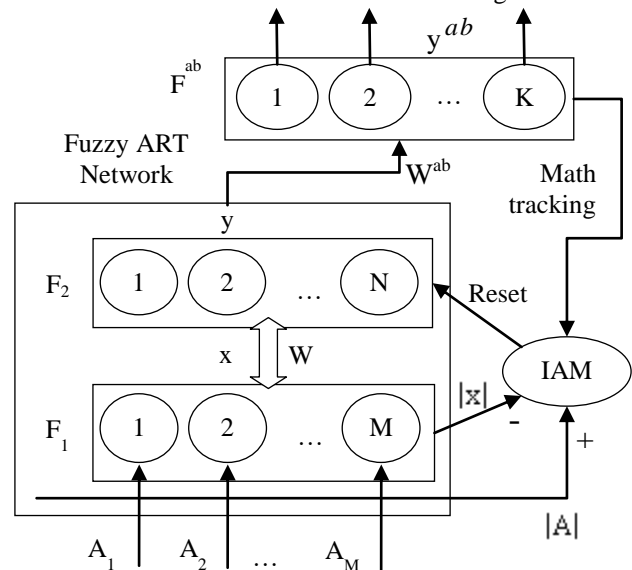 y^ab
F^ab
1 2 … K
Fuzzy ART
Network
W^ab
Math
tracking
y
F_2
1 2 … N
Reset
x W
IAM
|x|
-
F_1
1 2 … M
+
|A|
A_1 A_2 … A_M